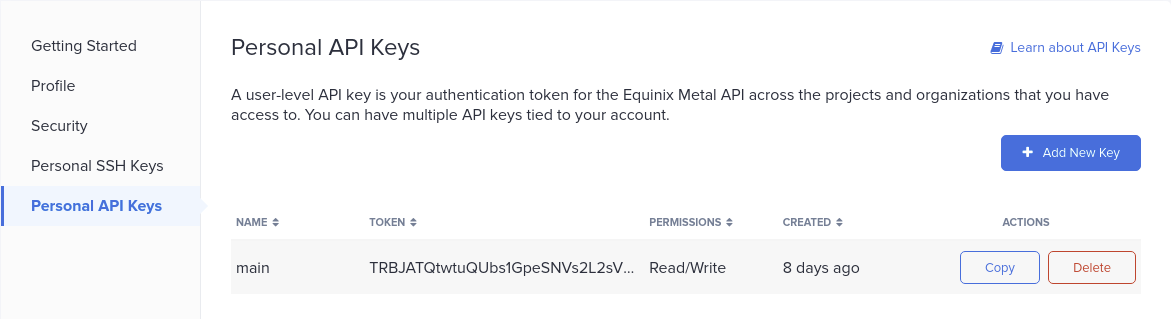 Getting Started
Profile
Security
Personal SSH Keys
Personal API Keys
Personal API Keys
Learn about API Keys
A user-level API key is your authentication token for the Equinix Metal API across the projects and organizations that you have
access to. You can have multiple API keys tied to your account.
Add New Key
NAME TOKEN PERMISSIONS CREATED ACTIONS
main TRBJATQtwtuQUbs1GpeSNVs2L2sV... Read/Write 8 days ago Copy Delete